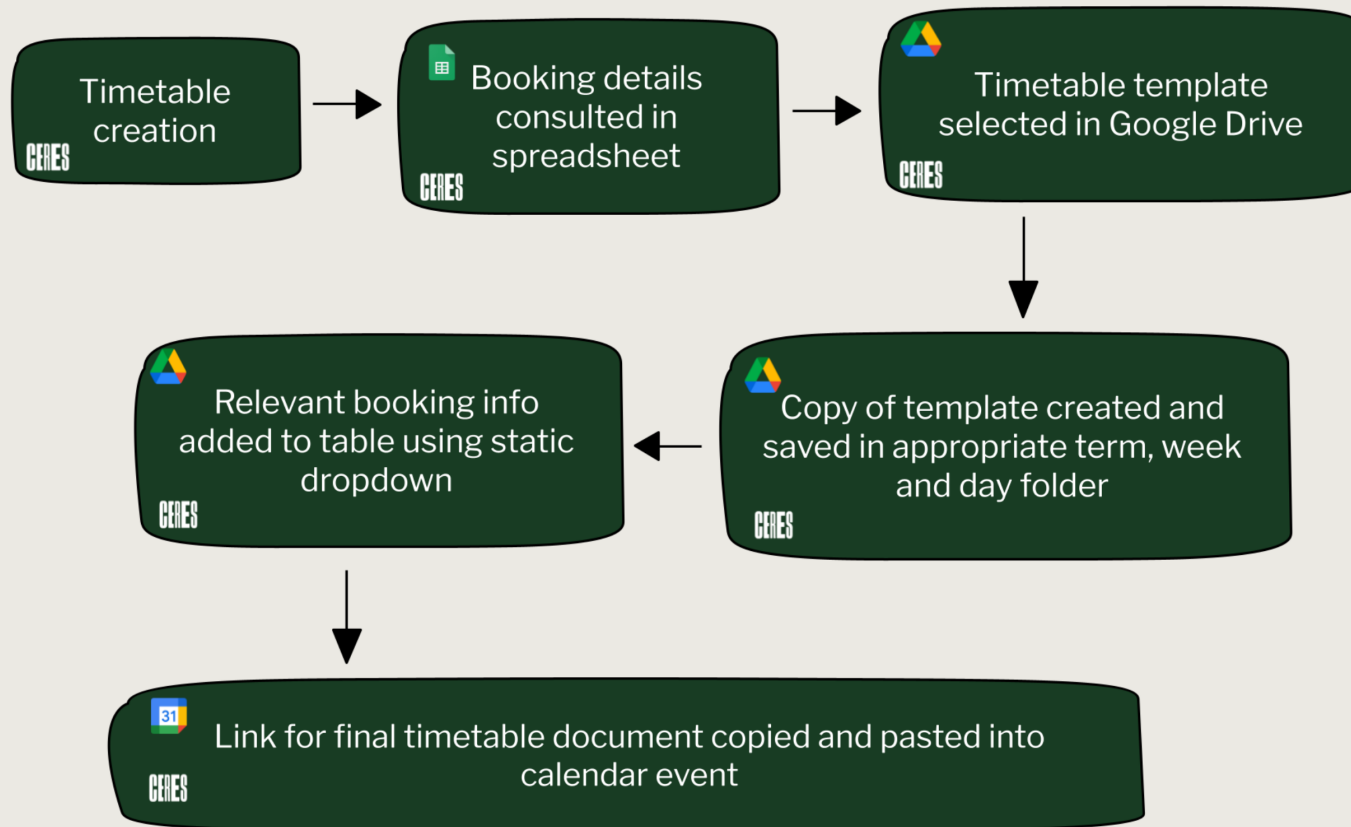 Timetable
creation
CERES
Booking details
consulted in
spreadsheet
CERES
Timetable template
selected in Google Drive
CERES
Copy of template created and
saved in appropriate term, week
and day folder
CERES
Relevant booking info
added to table using static
dropdown
CERES
31
Link for final timetable document copied and pasted into
calendar event
CERES